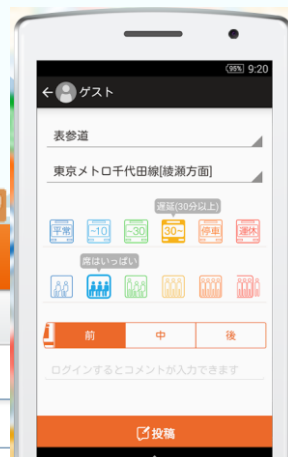 95% 9:20
ゲスト
表参道
東京メトロ千代田線[綾瀬方面]
遅延(30分以上)
平常 ~10 ~30 30~ 停車 運休
席はいっぱい
前 中 後
ログインするとコメントが入力できます
投稿